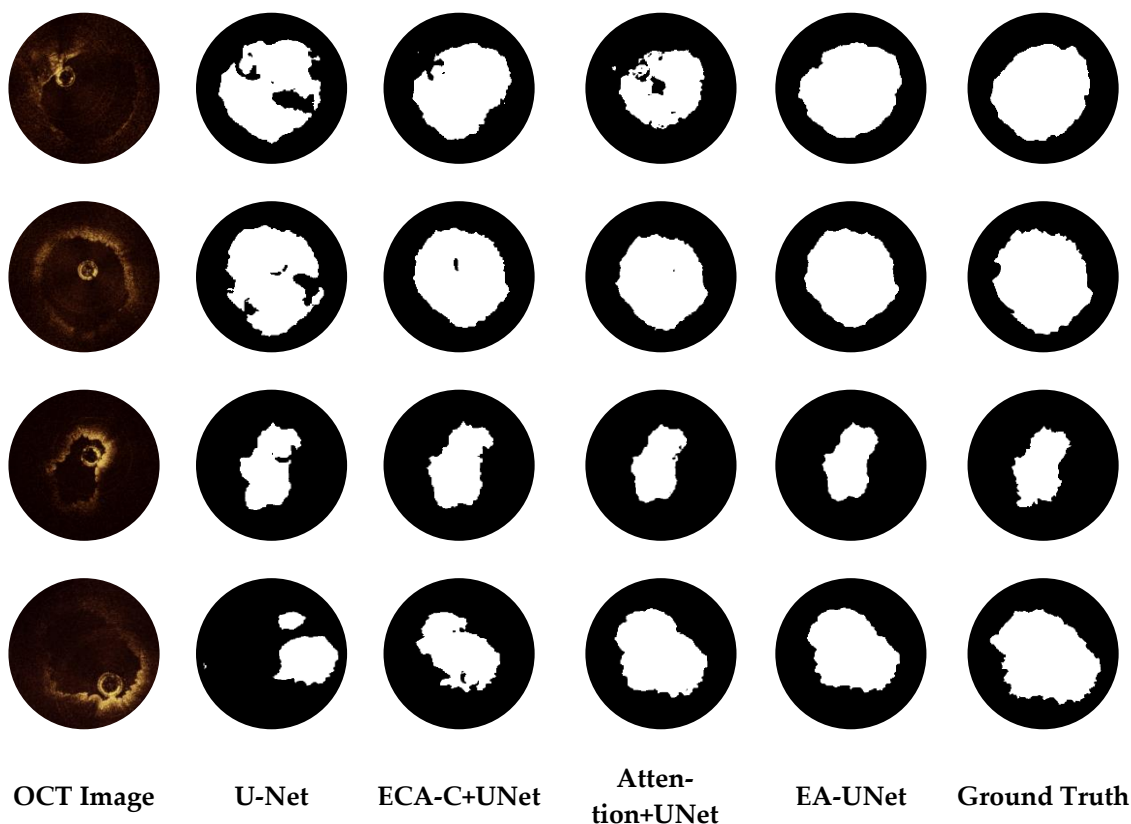 OCT Image
U-Net
ECA-C+UNet
Atten-
tion+UNet
EA-UNet
Ground Truth